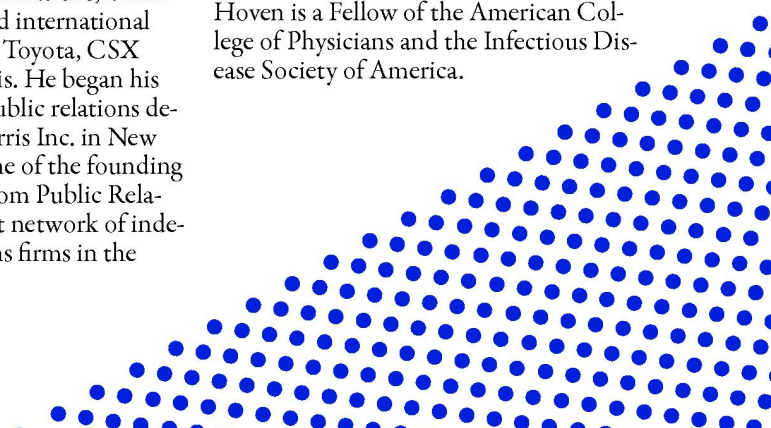 d international
Toyota, CSX
is. He began his
ublic relations de-
rris Inc. in New
ne of the founding
om Public Rela-
t network of inde-
ns firms in the
Hoven is a Fellow of the American Col-
lege of Physicians and the Infectious Dis-
ease Society of America.